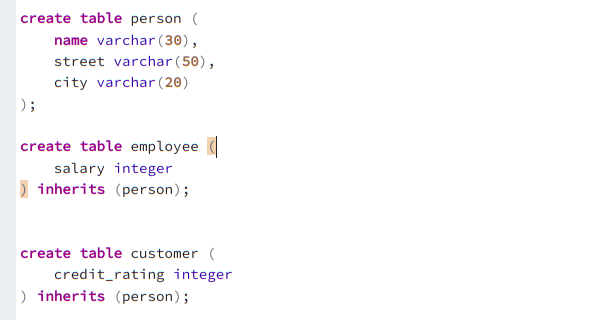 create table person (
    name varchar(30),
    street varchar(50),
    city varchar(20)
);
create table employee (
    salary integer
) inherits (person);
create table customer (
    credit_rating integer
) inherits (person);